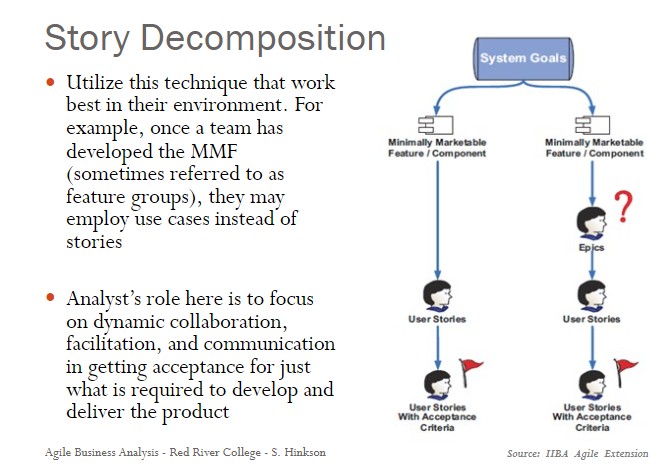 Story Decomposition
• Utilize this technique that work
best in their environment. For
example, once a team has
developed the MMF
(sometimes referred to as
feature groups), they may
employ use cases instead of
stories
• Analyst's role here is to focus
on dynamic collaboration,
facilitation, and communication
in getting acceptance for just
what is required to develop and
deliver the product
System Goals
Minimally Marketable
Feature / Component
Minimally Marketable
Feature / Component
?
Epics
User Stories
User Stories
User Stories
With Acceptance
Criteria
User Stories
With Acceptance
Criteria
Agile Business Analysis - Red River College - S. Hinkson
Source: IIBA Agile Extension